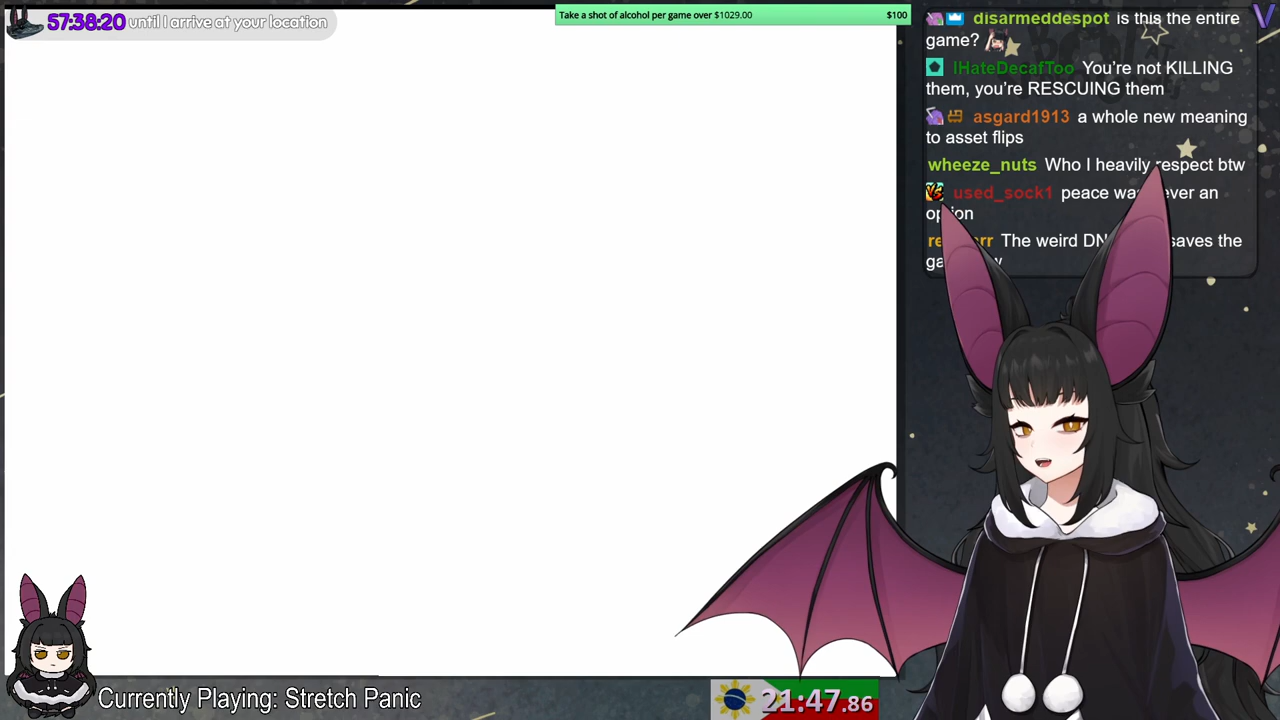 57:38:20 until I arrive at your location
Take a shot of alcohol per game over $1029.00 $100
disarmeddespot is this the entire
game?
IHateDecafToo You're not KILLING
them, you're RESCUING them
asgard1913 a whole new meaning
to asset flips
wheeze_nuts Who I heavily respect btw
used_sock1 peace was ever an
option
The weird DN saves the
Currently Playing: Stretch Panic
21:47.86